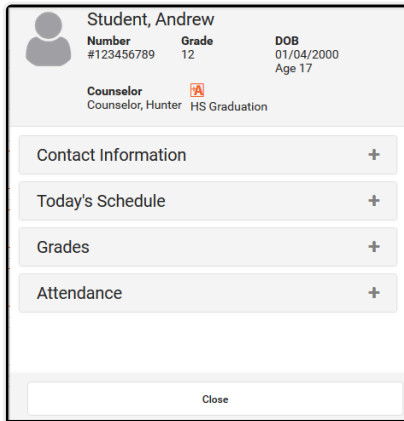 Student, Andrew
Number Grade DOB
#123456789 12 01/04/2000
Age 17
Counselor
Counselor, Hunter HS Graduation
Contact Information +
Today's Schedule +
Grades +
Attendance +
Close